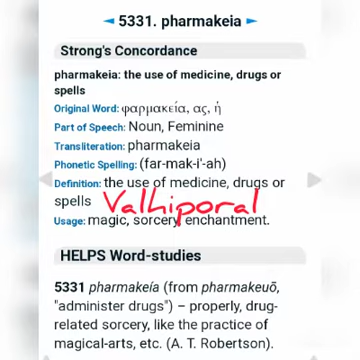 5331. pharmakeia
Strong's Concordance
pharmakeia: the use of medicine, drugs or
spells
Original Word: φαρμακεία, ας, ἡ
Part of Speech: Noun, Feminine
Transliteration: pharmakeia
Phonetic Spelling: (far-mak-i'-ah)
Definition: the use of medicine, drugs or
spells
Valhiporal
Usage: magic, sorcery, enchantment.
HELPS Word-studies
5331 pharmakeía (from pharmakeuō,
"administer drugs") – properly, drug-
related sorcery, like the practice of
magical-arts, etc. (A. T. Robertson).